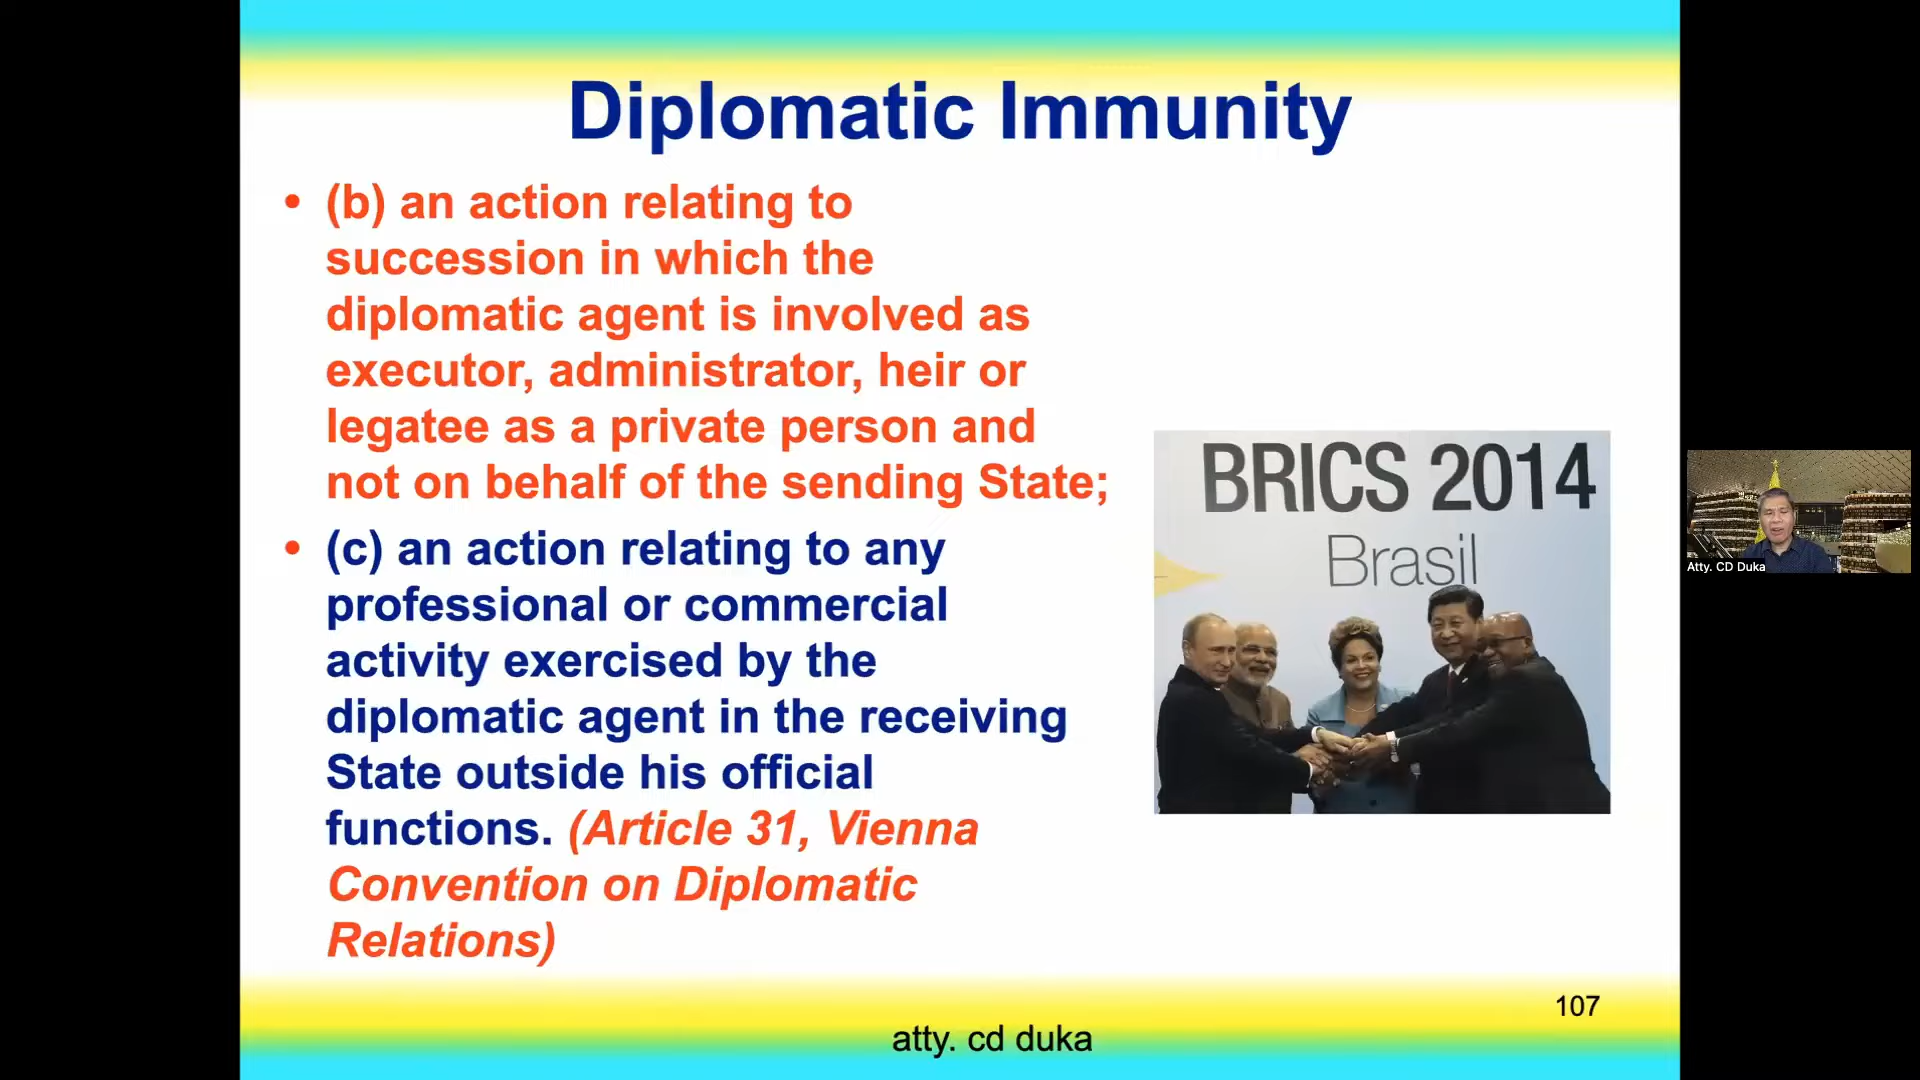 Diplomatic Immunity
• (b) an action relating to
succession in which the
diplomatic agent is involved as
executor, administrator, heir or
legatee as a private person and
not on behalf of the sending State;
• (c) an action relating to any
professional or commercial
activity exercised by the
diplomatic agent in the receiving
State outside his official
functions. (Article 31, Vienna
Convention on Diplomatic
Relations)
BRICS 2014
Brasil
Atty. CD Duka
107
atty. cd duka